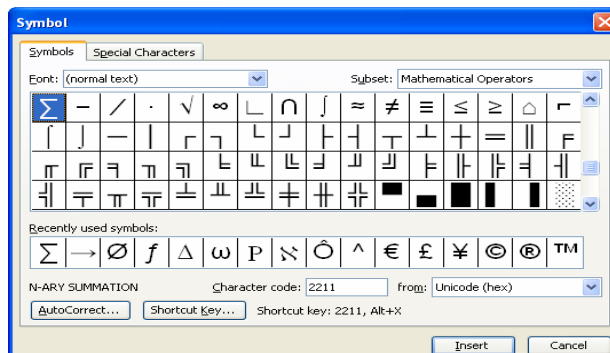 Symbol
Symbols Special Characters
Font: (normal text) Subset: Mathematical Operators
∑ − ∕ ∙ √ ∞ ∟ ∩ ∫ ≈ ≠ ≡ ≤ ≥ ⌂ ⌐
⌠ ⌡ ─ │ ┌ ┐ └ ┘ ├ ┤ ┬ ┴ ┼ ═ ║ ╒
╓ ╔ ╕ ╖ ╗ ╘ ╙ ╚ ╛ ╜ ╝ ╞ ╟ ╠ ╡ ╢
╣ ╤ ╥ ╦ ╧ ╨ ╩ ╪ ╫ ╬ ▀ ▄ █ ▌ ▐ ░
Recently used symbols:
∑ → Ø ƒ Δ ω Ρ ℵ Ô ^ € £ ¥ © ® ™
N-ARY SUMMATION Character code: 2211 from: Unicode (hex)
AutoCorrect... Shortcut Key... Shortcut key: 2211, Alt+X
Insert Cancel